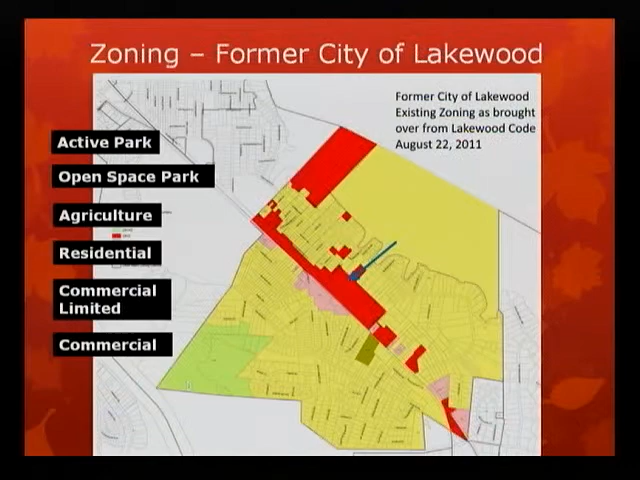 Zoning – Former City of Lakewood
Former City of Lakewood
Existing Zoning as brought
over from Lakewood Code
August 22, 2011
Active Park
Open Space Park
Agriculture
Residential
Commercial
Limited
Commercial